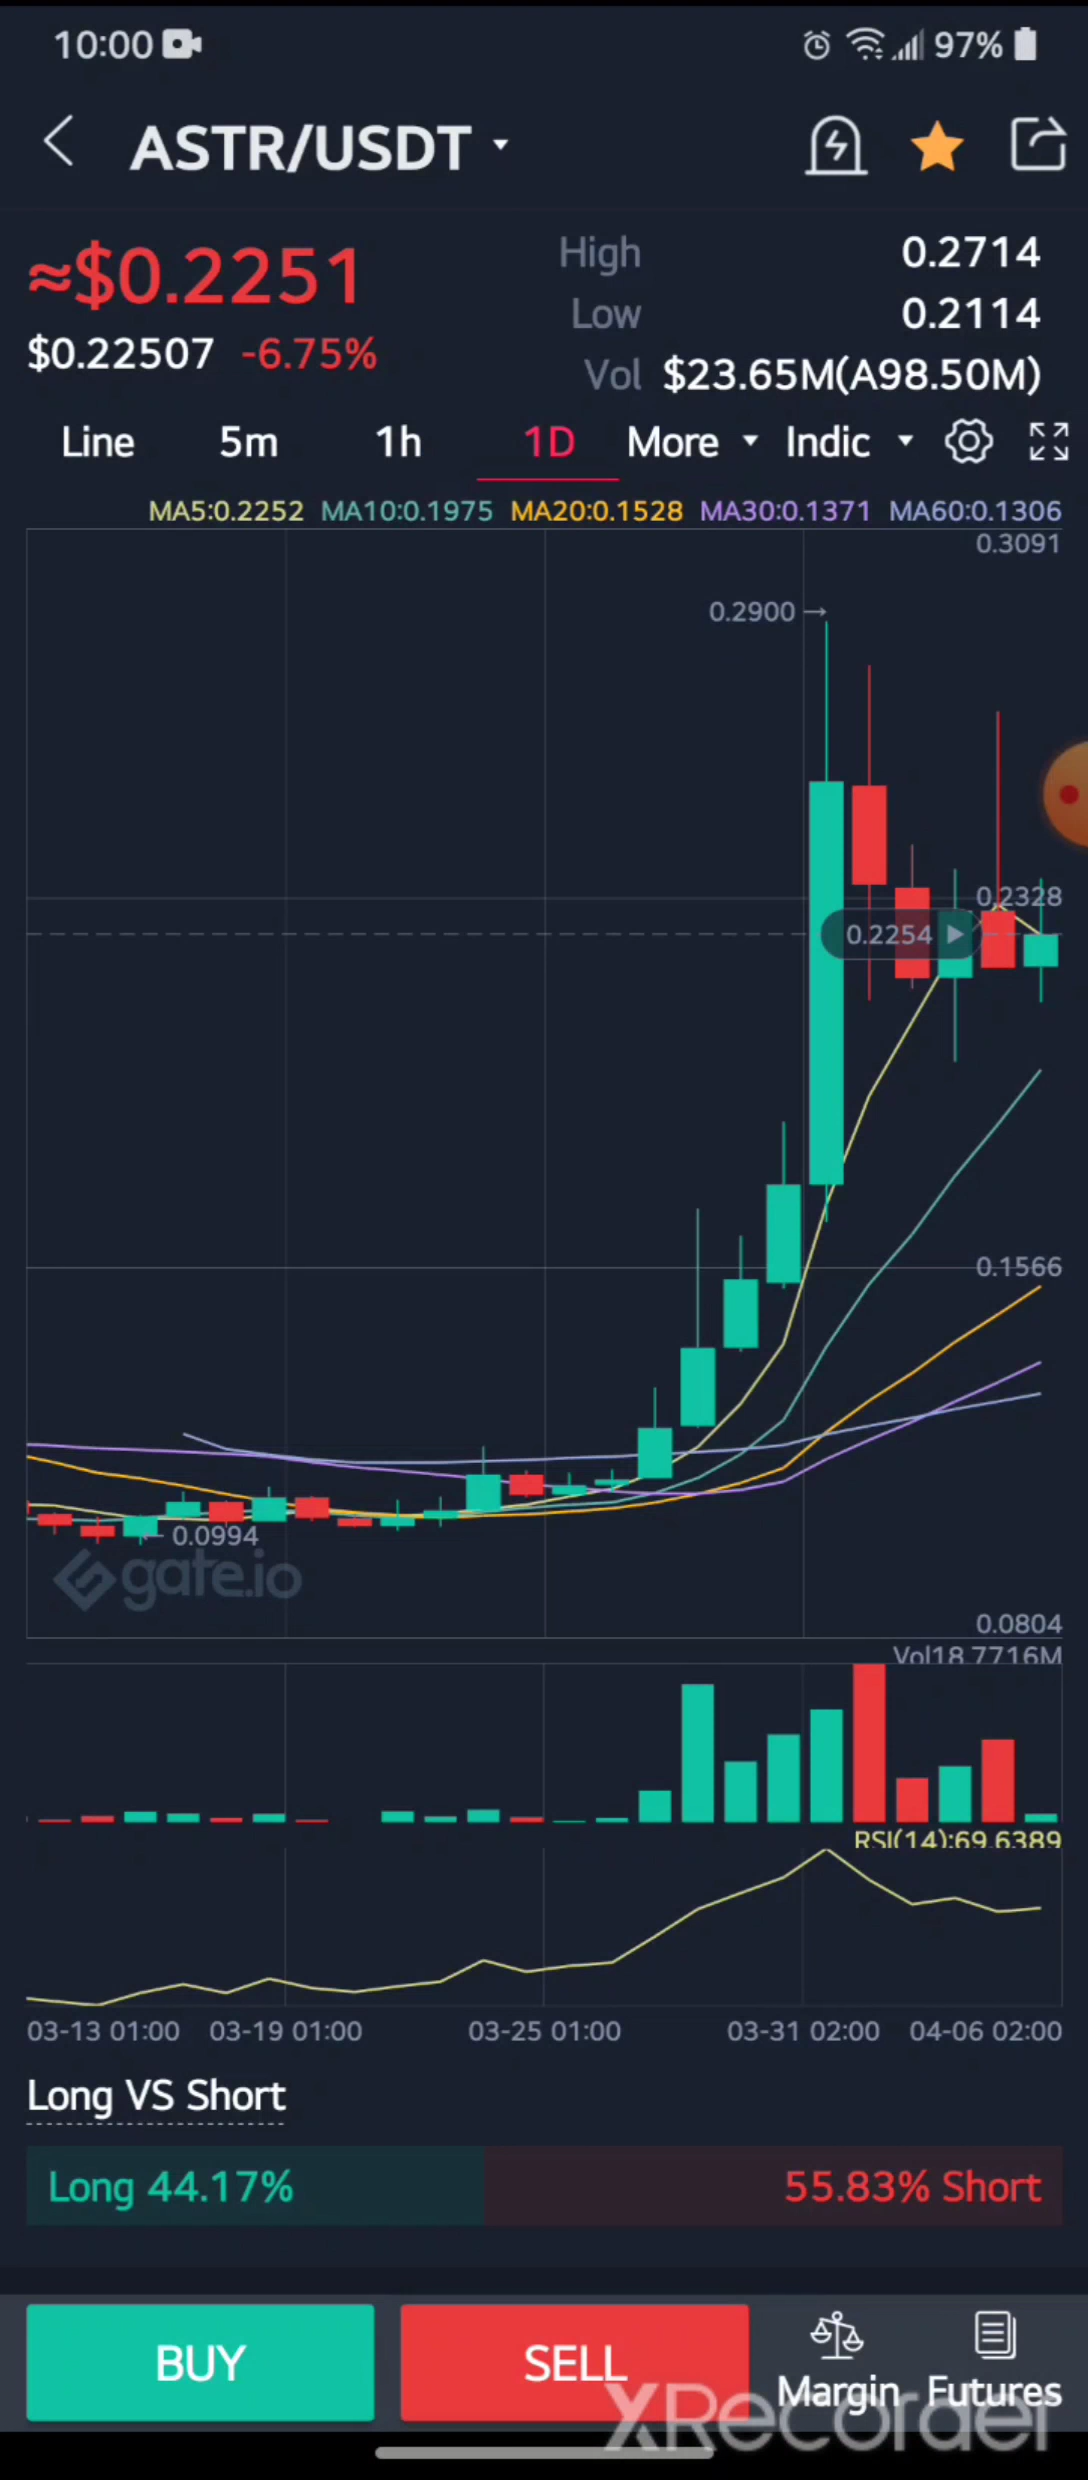 10:00 97%
ASTR/USDT
≈$0.2251
$0.22507 -6.75%
High 0.2714
Low 0.2114
Vol $23.65M(A98.50M)
Line 5m 1h 1D More Indic
MA5:0.2252 MA10:0.1975 MA20:0.1528 MA30:0.1371 MA60:0.1306
0.3091
0.2900
0.2328
0.2254
0.1566
0.0994
gate.io
0.0804
Vol18.7716M
RSI(14):69.6389
03-13 01:00 03-19 01:00 03-25 01:00 03-31 02:00 04-06 02:00
Long VS Short
Long 44.17% 55.83% Short
BUY SELL Margin Futures
XRecorder